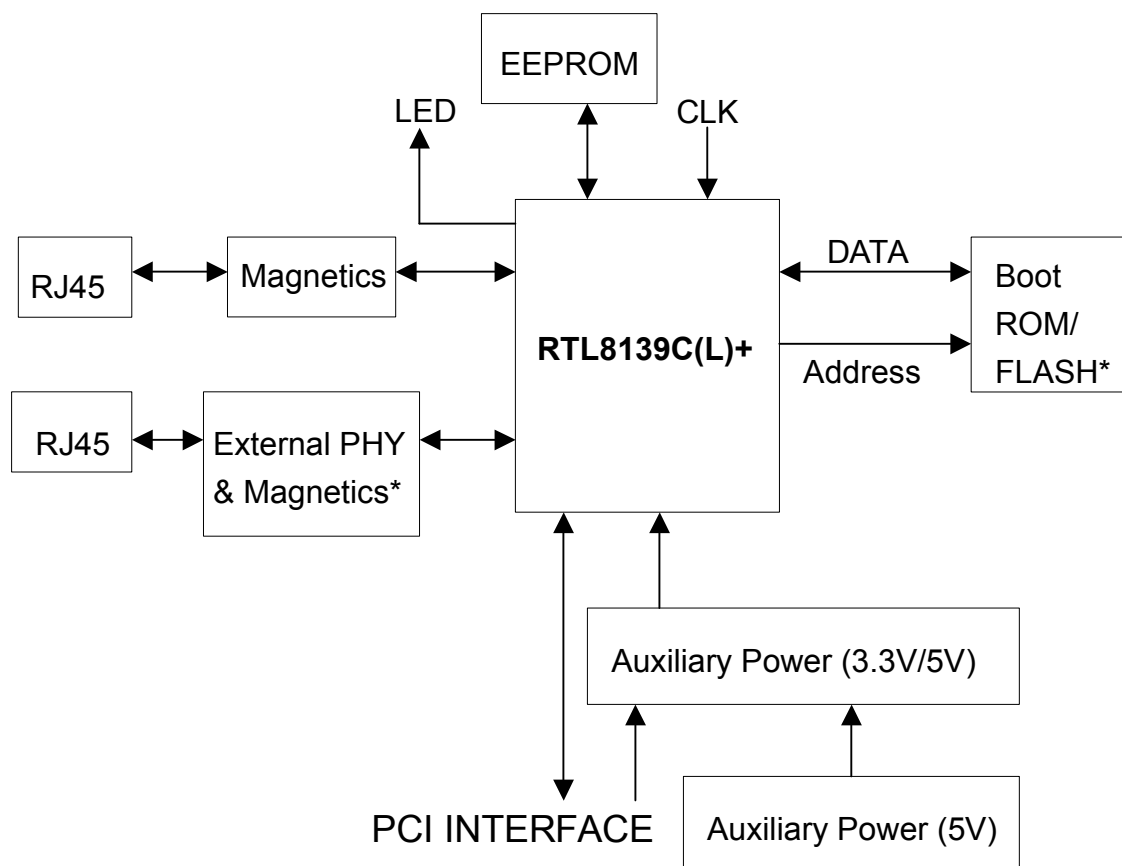 EEPROM
LED
CLK
RJ45
Magnetics
DATA
Boot
ROM/
FLASH*
RTL8139C(L)+
Address
RJ45
External PHY
& Magnetics*
Auxiliary Power (3.3V/5V)
PCI INTERFACE
Auxiliary Power (5V)